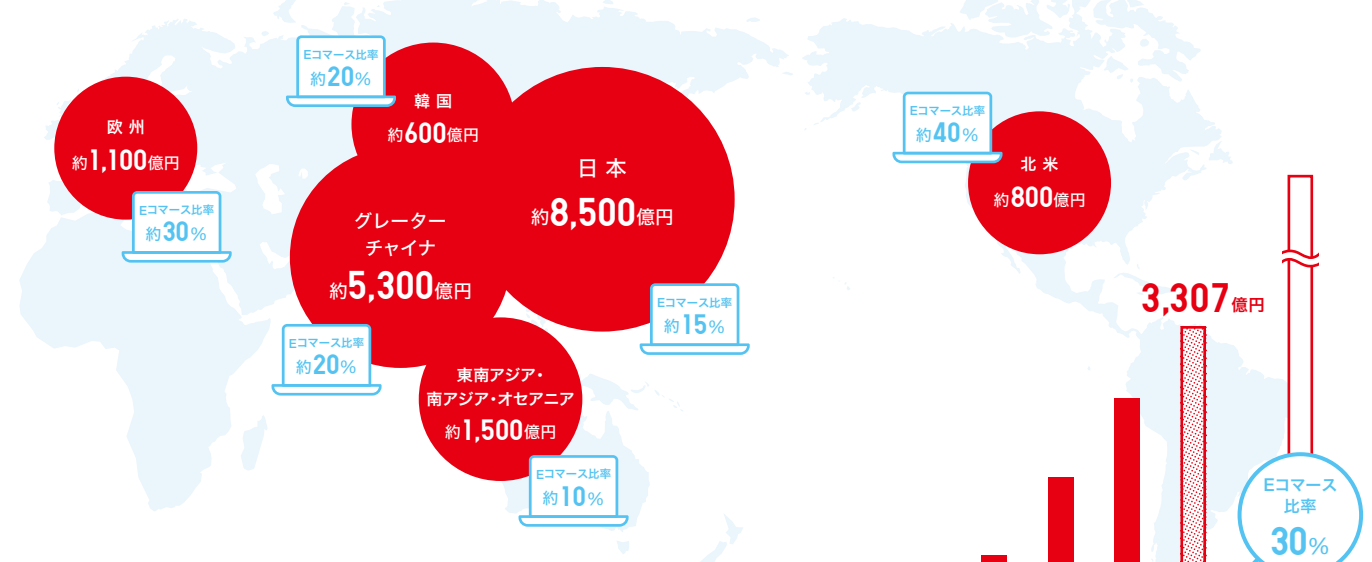 欧州
約1,100億円
Eコマース比率
約30%
Eコマース比率
約20%
韓国
約600億円
グレーター
チャイナ
約5,300億円
Eコマース比率
約20%
日本
約8,500億円
Eコマース比率
約15%
東南アジア・
南アジア・オセアニア
約1,500億円
Eコマース比率
約10%
Eコマース比率
約40%
北米
約800億円
3,307億円
Eコマース
比率
30%